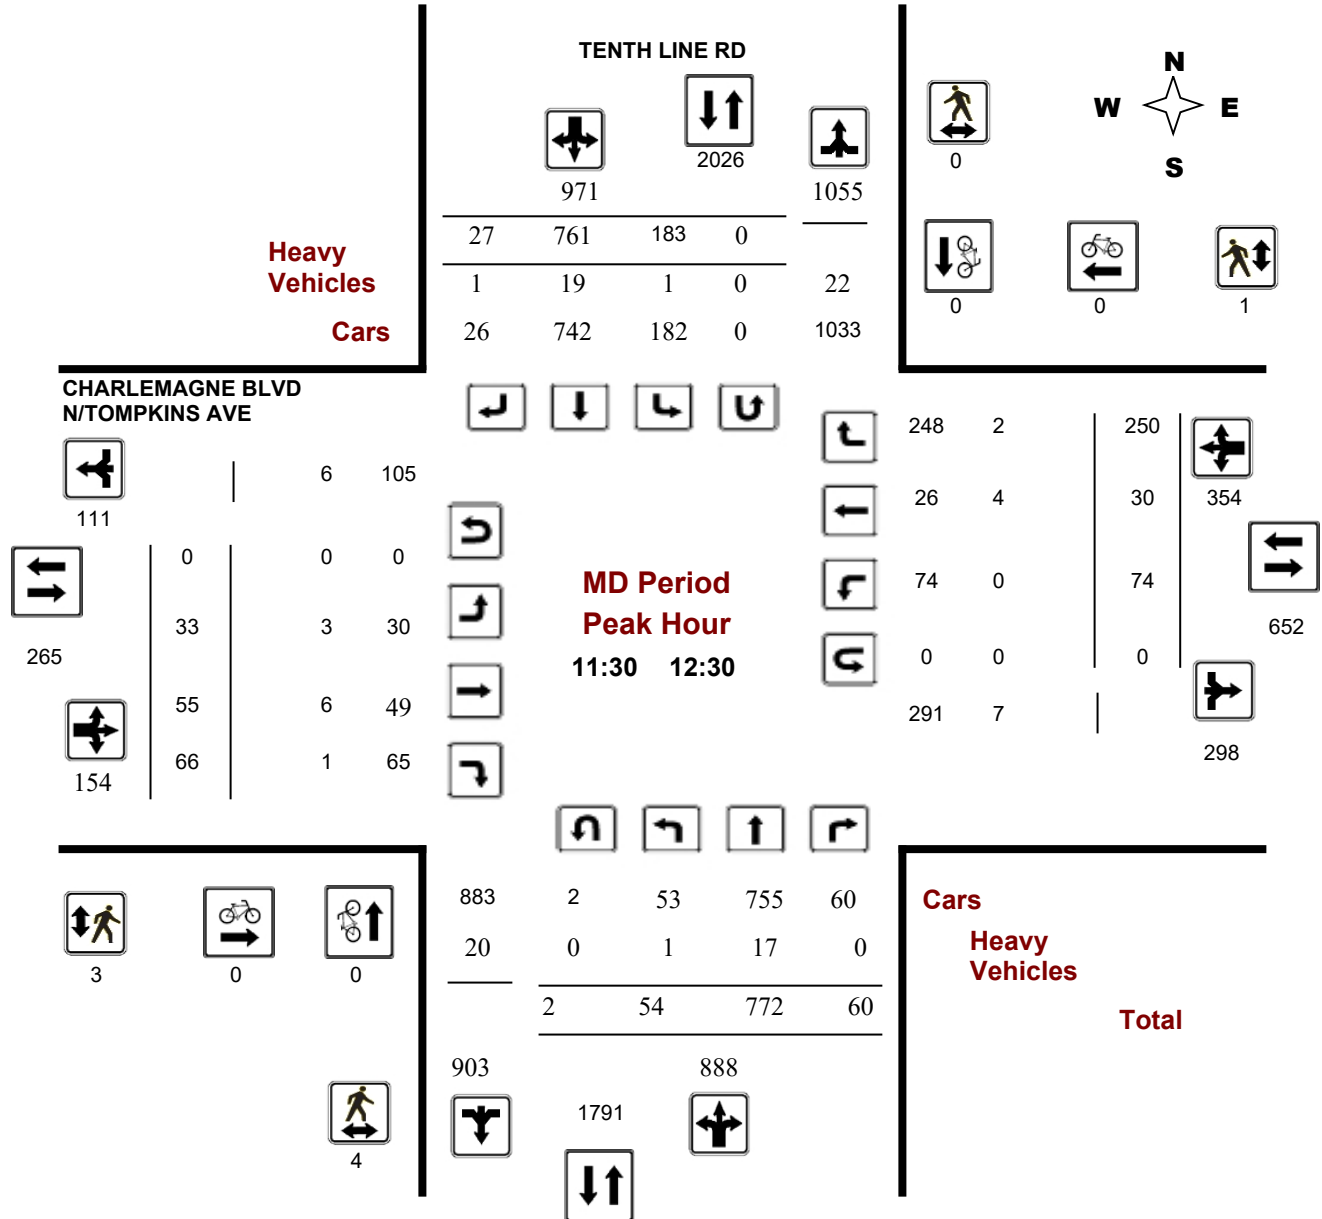 TENTH LINE RD
N
W E
S
2026
0
971 1055
27 761 183 0
Heavy
Vehicles
1 19 1 0 22
0 0 1
Cars
26 742 182 0 1033
CHARLEMAGNE BLVD
N/TOMPKINS AVE
248 2 250
6 105
354
111
26 4 30
0 0 0
MD Period
74 0 74
Peak Hour
33 3 30
652
265
11:30 12:30
0 0 0
55 6 49
291 7
298
66 1 65
154
883 2 53 755 60
Cars
20 0 1 17 0
Heavy
Vehicles
3 0 0
2 54 772 60
Total
903 888
1791
4